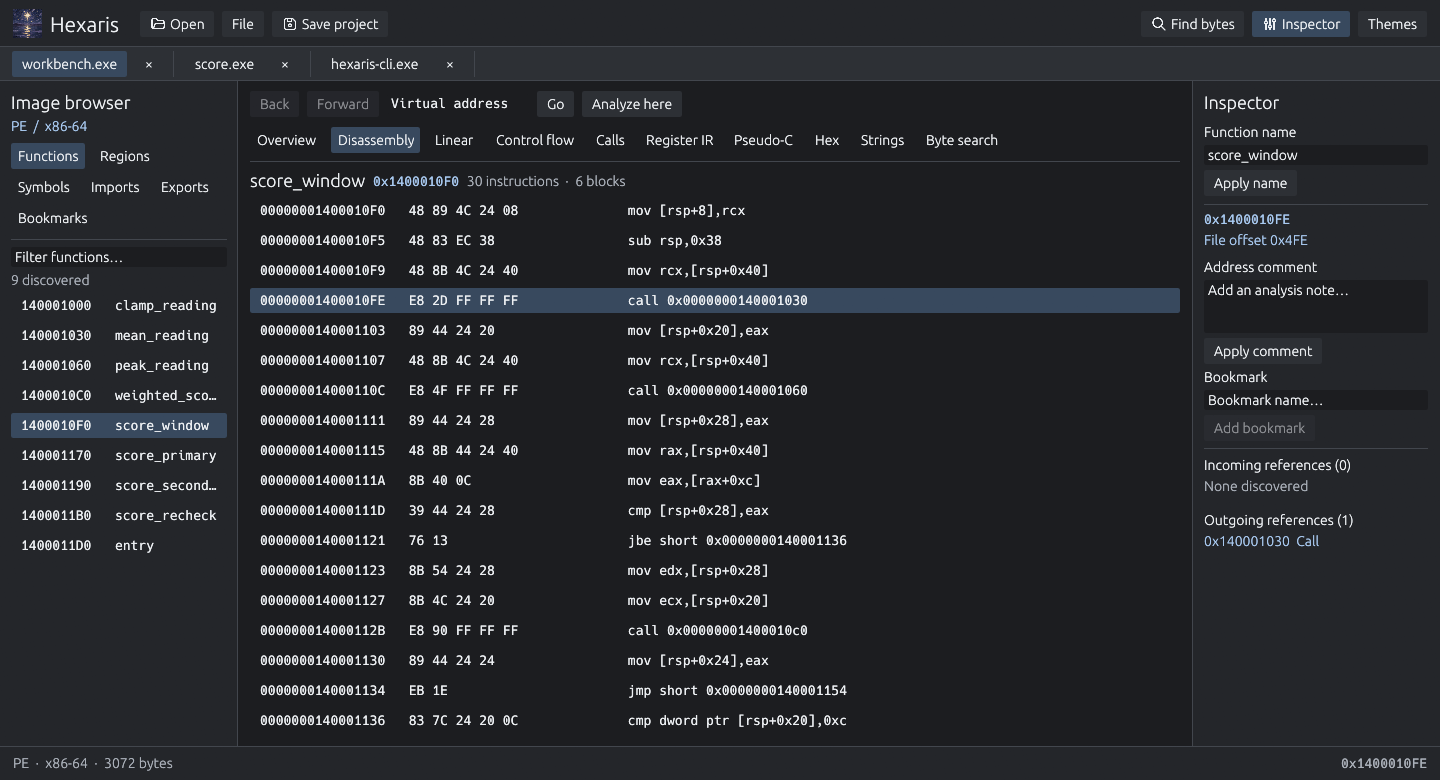 Hexaris Open File Save project Find bytes Inspector Themes
workbench.exe × score.exe × hexaris-cli.exe ×
Image browser
PE / x86-64
Functions Regions
Symbols Imports Exports
Bookmarks
Filter functions…
9 discovered
140001000 clamp_reading
140001030 mean_reading
140001060 peak_reading
1400010C0 weighted_sco…
1400010F0 score_window
140001170 score_primary
140001190 score_second…
1400011B0 score_recheck
1400011D0 entry
Back Forward Virtual address Go Analyze here
Overview Disassembly Linear Control flow Calls Register IR Pseudo-C Hex Strings Byte search
score_window 0x1400010F0 30 instructions · 6 blocks
00000001400010F0 48 89 4C 24 08 mov [rsp+8],rcx
00000001400010F5 48 83 EC 38 sub rsp,0x38
00000001400010F9 48 8B 4C 24 40 mov rcx,[rsp+0x40]
00000001400010FE E8 2D FF FF FF call 0x0000000140001030
0000000140001103 89 44 24 20 mov [rsp+0x20],eax
0000000140001107 48 8B 4C 24 40 mov rcx,[rsp+0x40]
000000014000110C E8 4F FF FF FF call 0x0000000140001060
0000000140001111 89 44 24 28 mov [rsp+0x28],eax
0000000140001115 48 8B 44 24 40 mov rax,[rsp+0x40]
000000014000111A 8B 40 0C mov eax,[rax+0xc]
000000014000111D 39 44 24 28 cmp [rsp+0x28],eax
0000000140001121 76 13 jbe short 0x0000000140001136
0000000140001123 8B 54 24 28 mov edx,[rsp+0x28]
0000000140001127 8B 4C 24 20 mov ecx,[rsp+0x20]
000000014000112B E8 90 FF FF FF call 0x00000001400010c0
0000000140001130 89 44 24 24 mov [rsp+0x24],eax
0000000140001134 EB 1E jmp short 0x0000000140001154
0000000140001136 83 7C 24 20 0C cmp dword ptr [rsp+0x20],0xc
Inspector
Function name
score_window
Apply name
0x1400010FE
File offset 0x4FE
Address comment
Add an analysis note…
Apply comment
Bookmark
Bookmark name…
Add bookmark
Incoming references (0)
None discovered
Outgoing references (1)
0x140001030 Call
PE · x86-64 · 3072 bytes 0x1400010FE